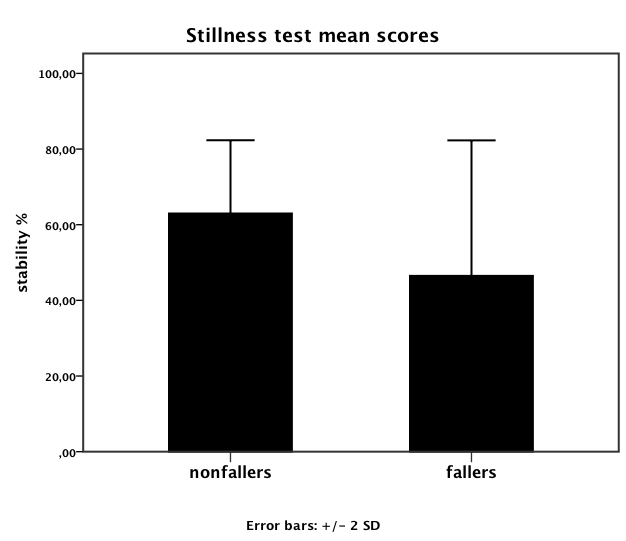 Stillness test mean scores
100,00
80,00
60,00
40,00
20,00
,00
stability %
nonfallers
fallers
Error bars: +/- 2 SD